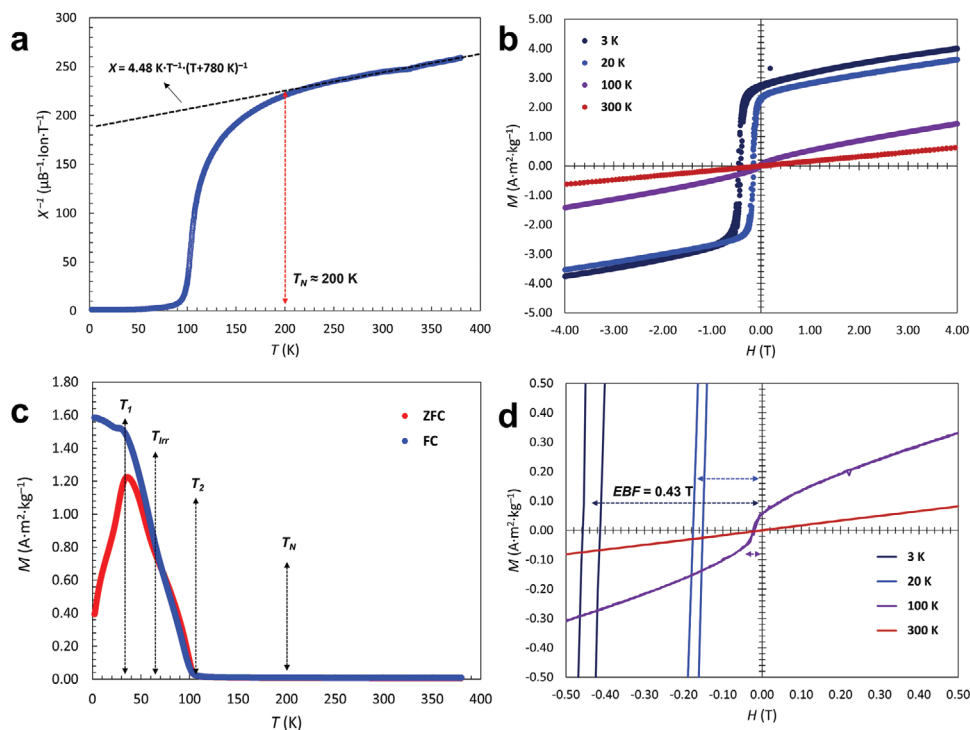 a
X = 4.48 K·T⁻¹·(T+780 K)⁻¹
X⁻¹ (μB⁻¹·Ion·T⁻¹)
300
250
200
150
100
50
0
T_N ≈ 200 K
0 50 100 150 200 250 300 350 400
T (K)
b
3 K
20 K
100 K
300 K
M (A·m²·kg⁻¹)
5.00
4.00
3.00
2.00
1.00
0.00
-1.00
-2.00
-3.00
-4.00
-5.00
-4.00 -3.00 -2.00 -1.00 0.00 1.00 2.00 3.00 4.00
H (T)
c
ZFC
FC
T_1
T_Irr
T_2
T_N
M (A·m²·kg⁻¹)
1.80
1.60
1.40
1.20
1.00
0.80
0.60
0.40
0.20
0.00
0 50 100 150 200 250 300 350 400
T (K)
d
EBF = 0.43 T
M (A·m²·kg⁻¹)
0.50
0.40
0.30
0.20
0.10
0.00
-0.10
-0.20
-0.30
-0.40
-0.50
3 K
20 K
100 K
300 K
-0.50 -0.40 -0.30 -0.20 -0.10 0.00 0.10 0.20 0.30 0.40 0.50
H (T)